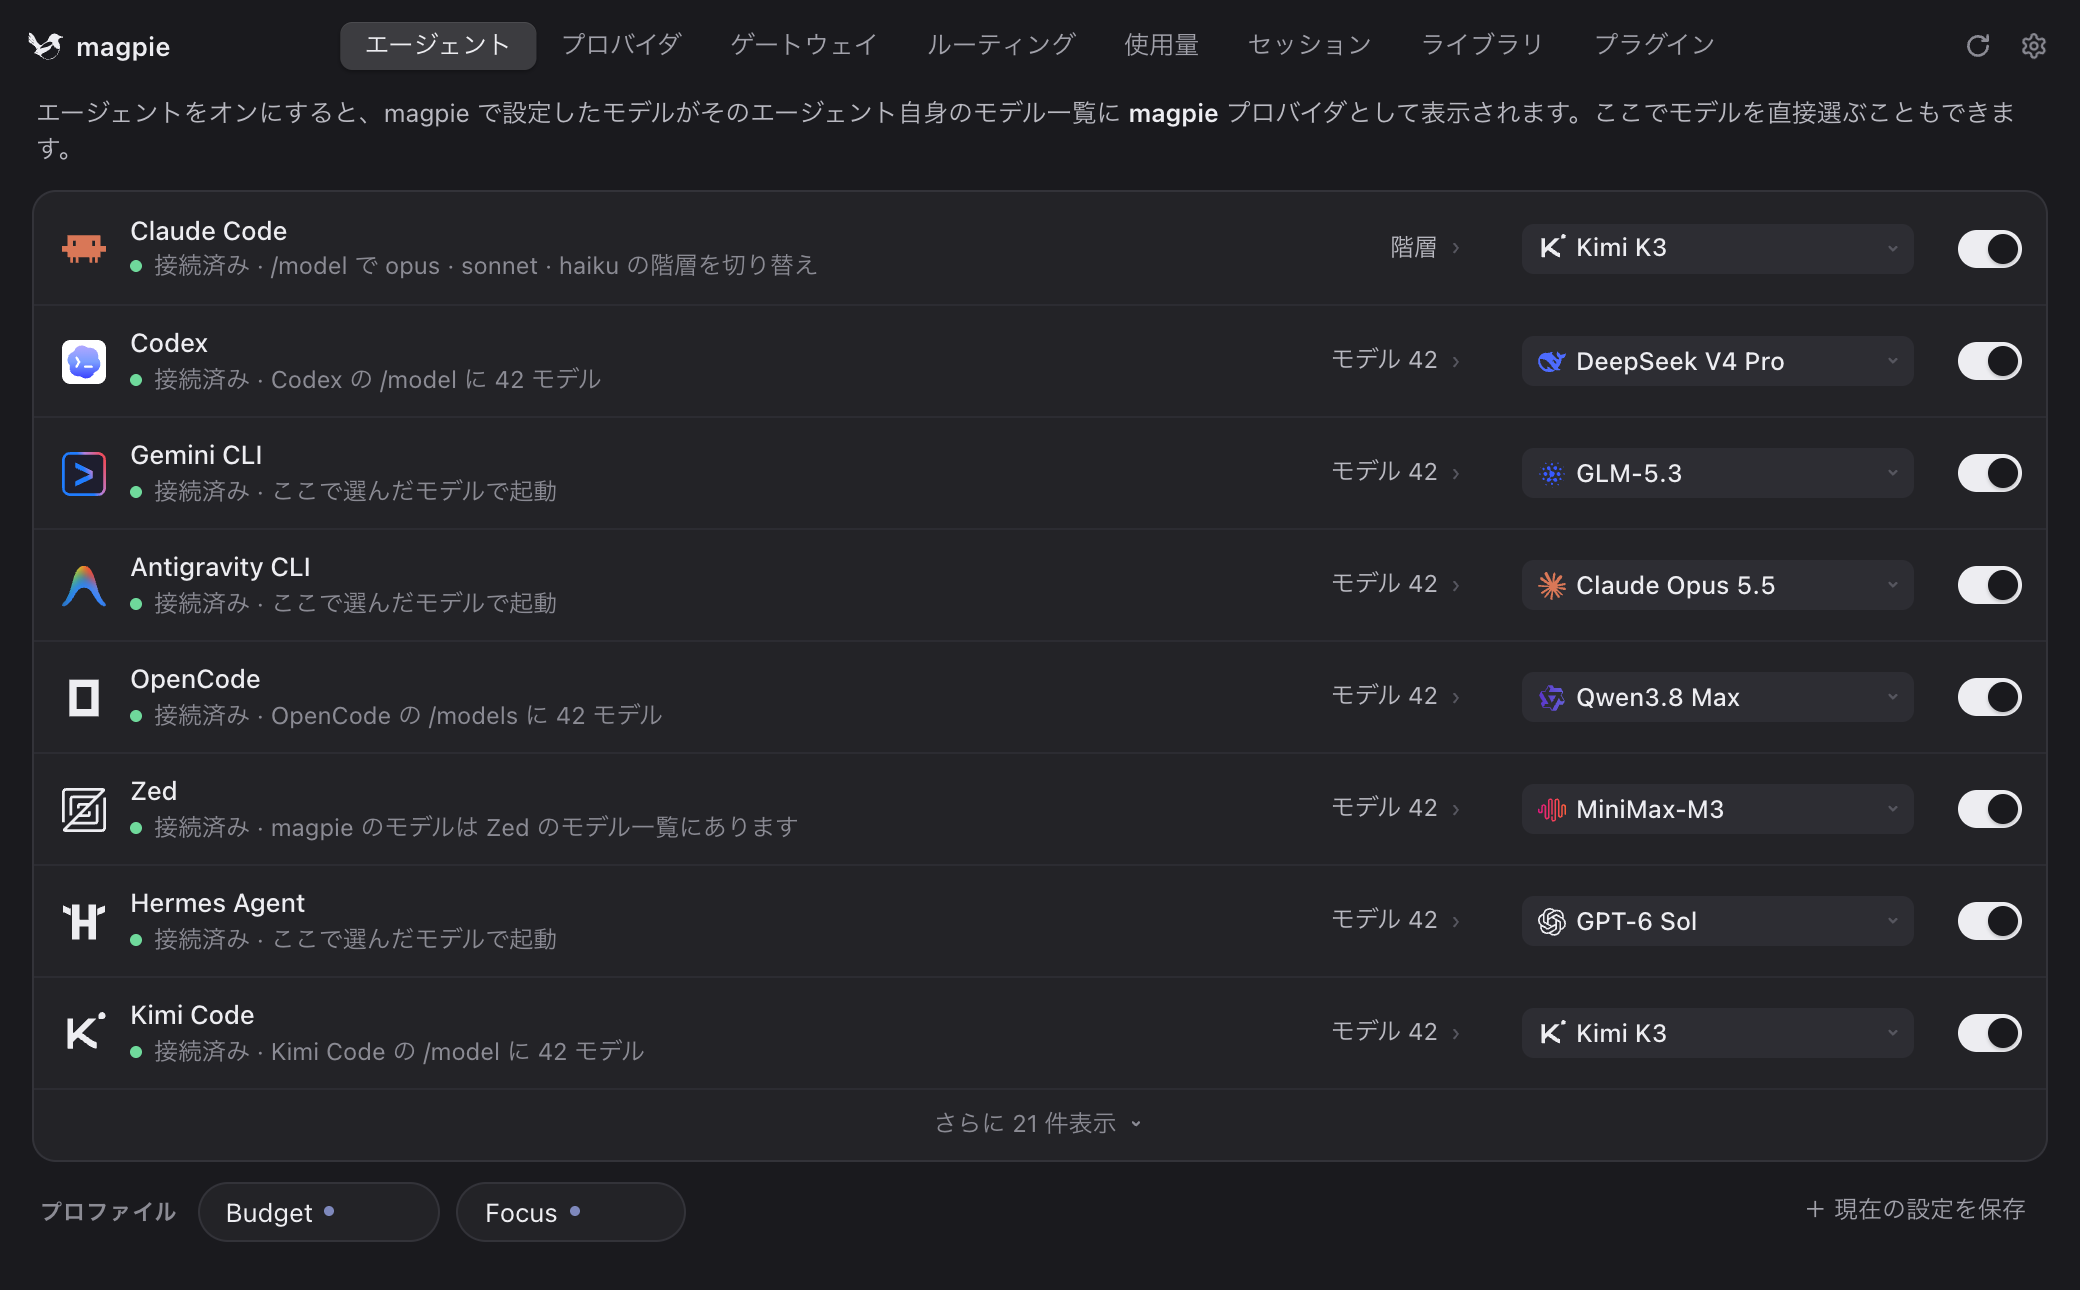 magpie
エージェント プロバイダ ゲートウェイ ルーティング 使用量 セッション ライブラリ プラグイン
エージェントをオンにすると、magpie で設定したモデルがそのエージェント自身のモデル一覧に magpie プロバイダとして表示されます。ここでモデルを直接選ぶこともできま
す。
Claude Code
接続済み · /model で opus · sonnet · haiku の階層を切り替え
階層
Kimi K3
Codex
接続済み · Codex の /model に 42 モデル
モデル 42
DeepSeek V4 Pro
Gemini CLI
接続済み · ここで選んだモデルで起動
モデル 42
GLM-5.3
Antigravity CLI
接続済み · ここで選んだモデルで起動
モデル 42
Claude Opus 5.5
OpenCode
接続済み · OpenCode の /models に 42 モデル
モデル 42
Qwen3.8 Max
Zed
接続済み · magpie のモデルは Zed のモデル一覧にあります
モデル 42
MiniMax-M3
Hermes Agent
接続済み · ここで選んだモデルで起動
モデル 42
GPT-6 Sol
Kimi Code
接続済み · Kimi Code の /model に 42 モデル
モデル 42
Kimi K3
さらに 21 件表示
プロファイル Budget Focus
+ 現在の設定を保存